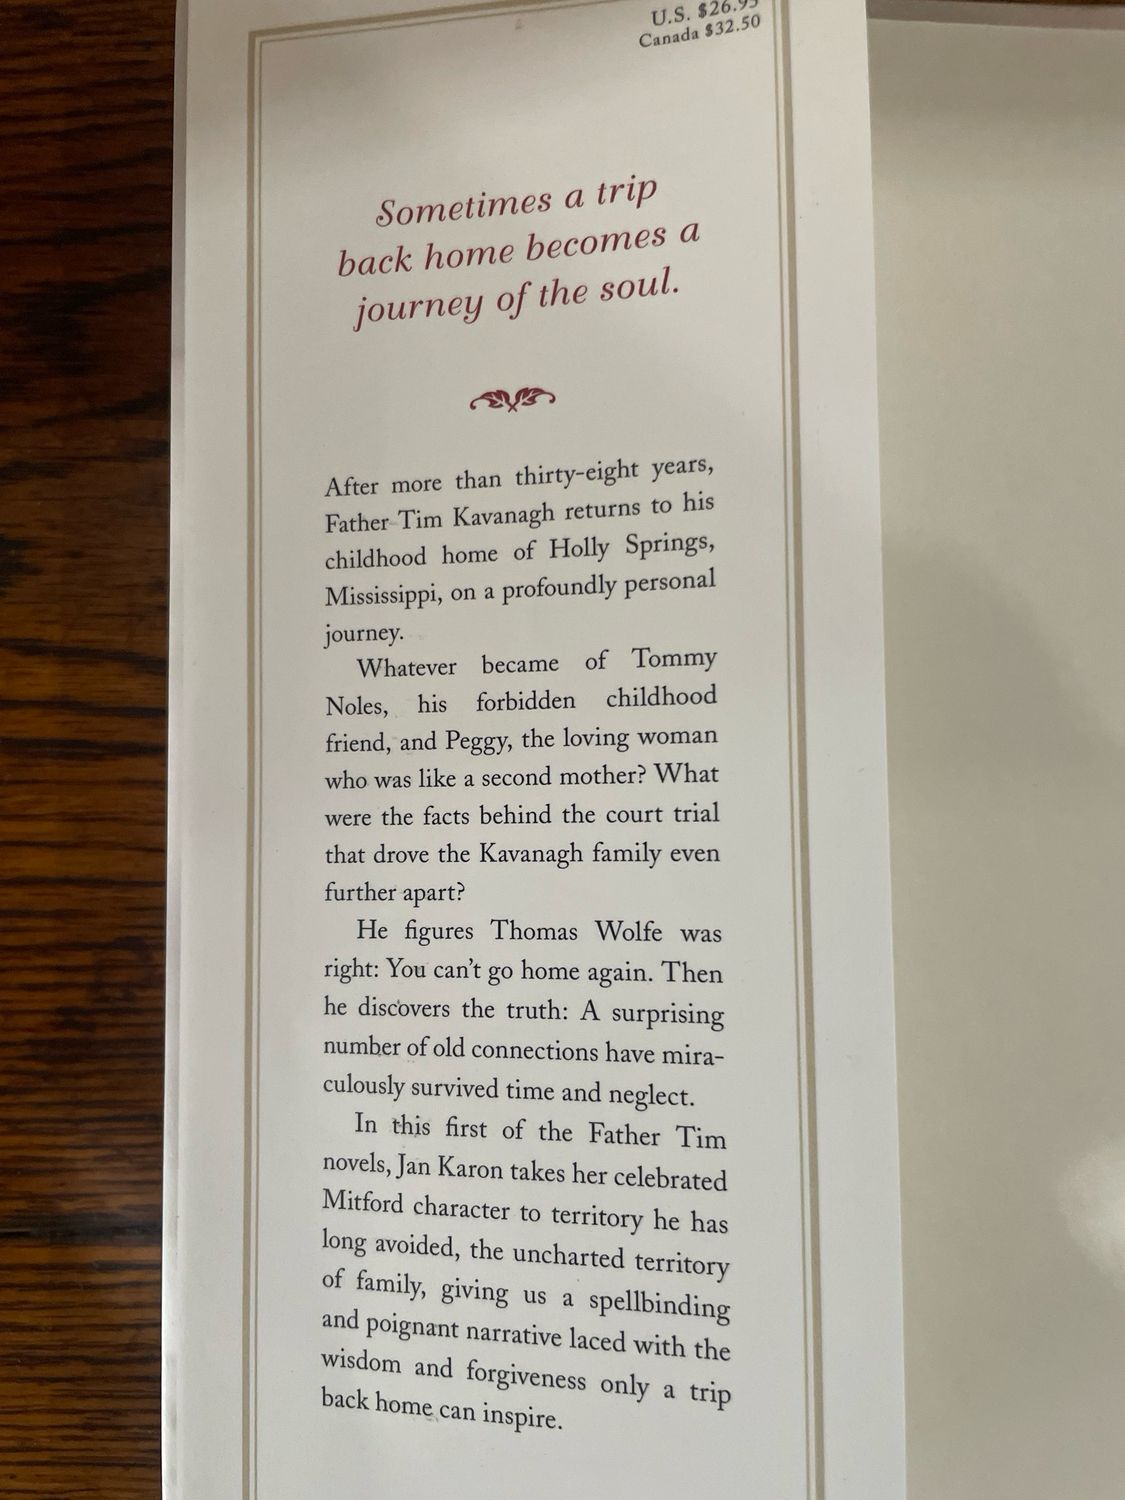 U.S. $26.95
Canada $32.50
Sometimes a trip
back home becomes a
journey of the soul.
After more than thirty-eight years,
Father Tim Kavanagh returns to his
childhood home of Holly Springs,
Mississippi, on a profoundly personal
journey.
Whatever became of Tommy
Noles, his forbidden childhood
friend, and Peggy, the loving woman
who was like a second mother? What
were the facts behind the court trial
that drove the Kavanagh family even
further apart?
He figures Thomas Wolfe was
right: You can't go home again. Then
he discovers the truth: A surprising
number of old connections have mira-
culously survived time and neglect.
In this first of the Father Tim
novels, Jan Karon takes her celebrated
Mitford character to territory he has
long avoided, the uncharted territory
of family, giving us a spellbinding
and poignant narrative laced with the
wisdom and forgiveness only a trip
back home can inspire.